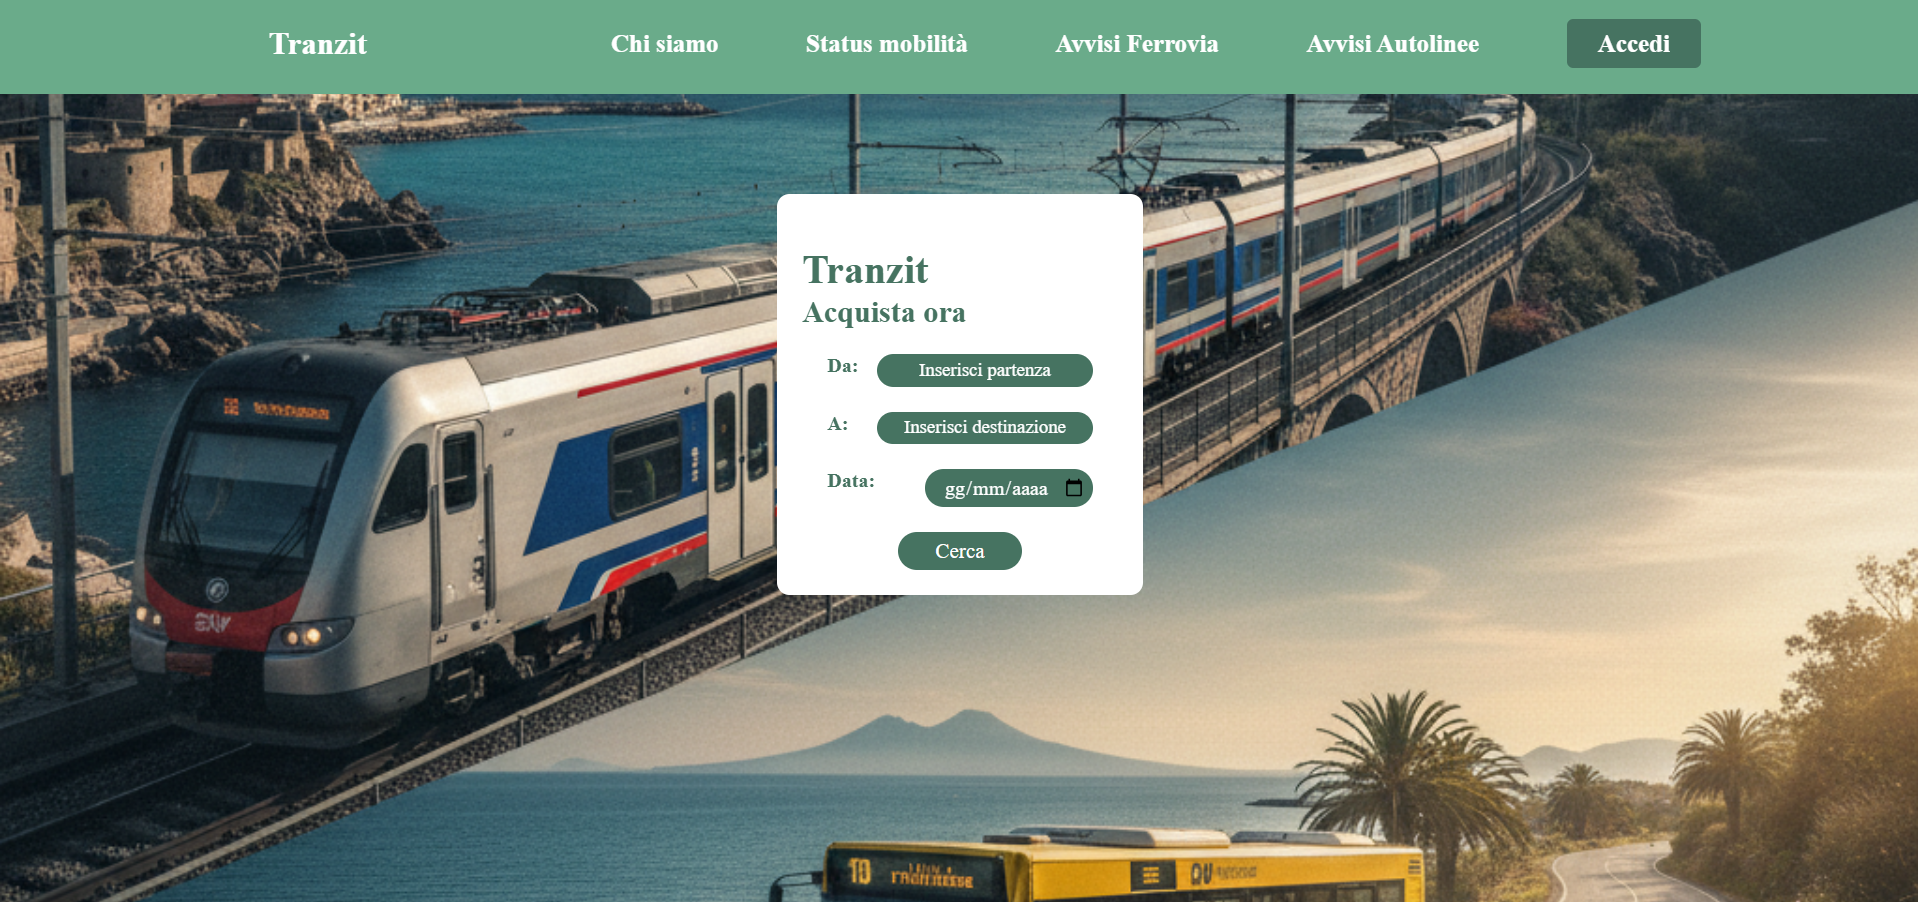 Tranzit
Chi siamo
Status mobilità
Avvisi Ferrovia
Avvisi Autolinee
Accedi
Tranzit
Acquista ora
Da: Inserisci partenza
A: Inserisci destinazione
Data: gg/mm/aaaa
Cerca
10